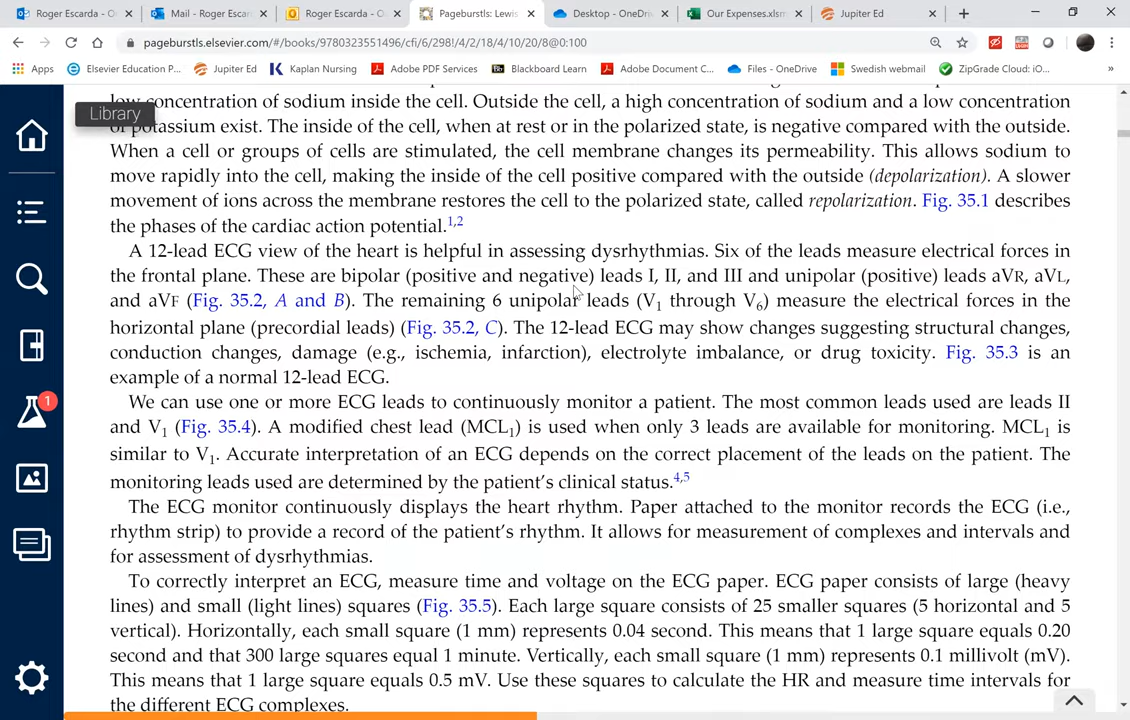 Roger Escarda - O
Mail - Roger Escar
Roger Escarda - O
Pageburstls: Lewis
Desktop - OneDriv
Our Expenses.xlsm
Jupiter Ed
pageburstls.elsevier.com/#/books/9780323551496/cfi/6/298!/4/2/18/4/10/20/8@0:100
Apps Elsevier Education P... Jupiter Ed Kaplan Nursing Adobe PDF Services Bb Blackboard Learn Adobe Document C... Files - OneDrive Swedish webmail ZipGrade Cloud: iO... »
Library
low concentration of sodium inside the cell. Outside the cell, a high concentration of sodium and a low concentration
of potassium exist. The inside of the cell, when at rest or in the polarized state, is negative compared with the outside.
When a cell or groups of cells are stimulated, the cell membrane changes its permeability. This allows sodium to
move rapidly into the cell, making the inside of the cell positive compared with the outside (depolarization). A slower
movement of ions across the membrane restores the cell to the polarized state, called repolarization. Fig. 35.1 describes
the phases of the cardiac action potential.1,2
A 12-lead ECG view of the heart is helpful in assessing dysrhythmias. Six of the leads measure electrical forces in
the frontal plane. These are bipolar (positive and negative) leads I, II, and III and unipolar (positive) leads aVR, aVL,
and aVF (Fig. 35.2, A and B). The remaining 6 unipolar leads (V1 through V6) measure the electrical forces in the
horizontal plane (precordial leads) (Fig. 35.2, C). The 12-lead ECG may show changes suggesting structural changes,
conduction changes, damage (e.g., ischemia, infarction), electrolyte imbalance, or drug toxicity. Fig. 35.3 is an
example of a normal 12-lead ECG.
We can use one or more ECG leads to continuously monitor a patient. The most common leads used are leads II
and V1 (Fig. 35.4). A modified chest lead (MCL1) is used when only 3 leads are available for monitoring. MCL1 is
similar to V1. Accurate interpretation of an ECG depends on the correct placement of the leads on the patient. The
monitoring leads used are determined by the patient's clinical status.4,5
The ECG monitor continuously displays the heart rhythm. Paper attached to the monitor records the ECG (i.e.,
rhythm strip) to provide a record of the patient's rhythm. It allows for measurement of complexes and intervals and
for assessment of dysrhythmias.
To correctly interpret an ECG, measure time and voltage on the ECG paper. ECG paper consists of large (heavy
lines) and small (light lines) squares (Fig. 35.5). Each large square consists of 25 smaller squares (5 horizontal and 5
vertical). Horizontally, each small square (1 mm) represents 0.04 second. This means that 1 large square equals 0.20
second and that 300 large squares equal 1 minute. Vertically, each small square (1 mm) represents 0.1 millivolt (mV).
This means that 1 large square equals 0.5 mV. Use these squares to calculate the HR and measure time intervals for
the different ECG complexes.
1